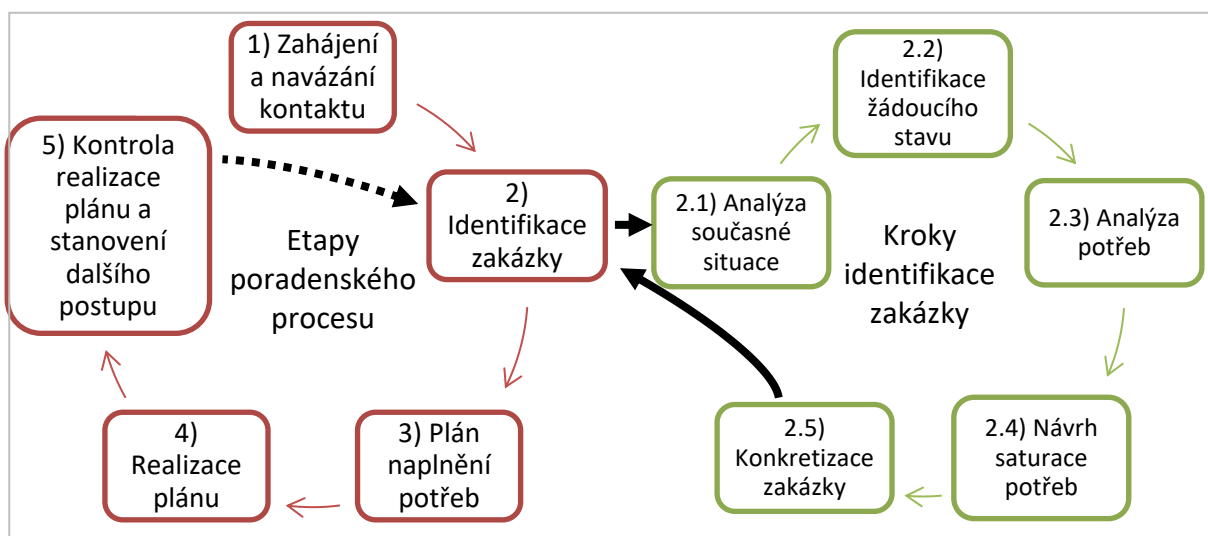 1) Zahájení
a navázání
kontaktu
2)
Identifikace
zakázky
3) Plán
naplnění
potřeb
4)
Realizace
plánu
5) Kontrola
realizace
plánu a
stanovení
dalšího
postupu
Etapy
poradenského
procesu
2.1) Analýza
současné
situace
2.2)
Identifikace
žádoucího
stavu
2.3) Analýza
potřeb
2.4) Návrh
saturace
potřeb
2.5)
Konkretizace
zakázky
Kroky
identifikace
zakázky